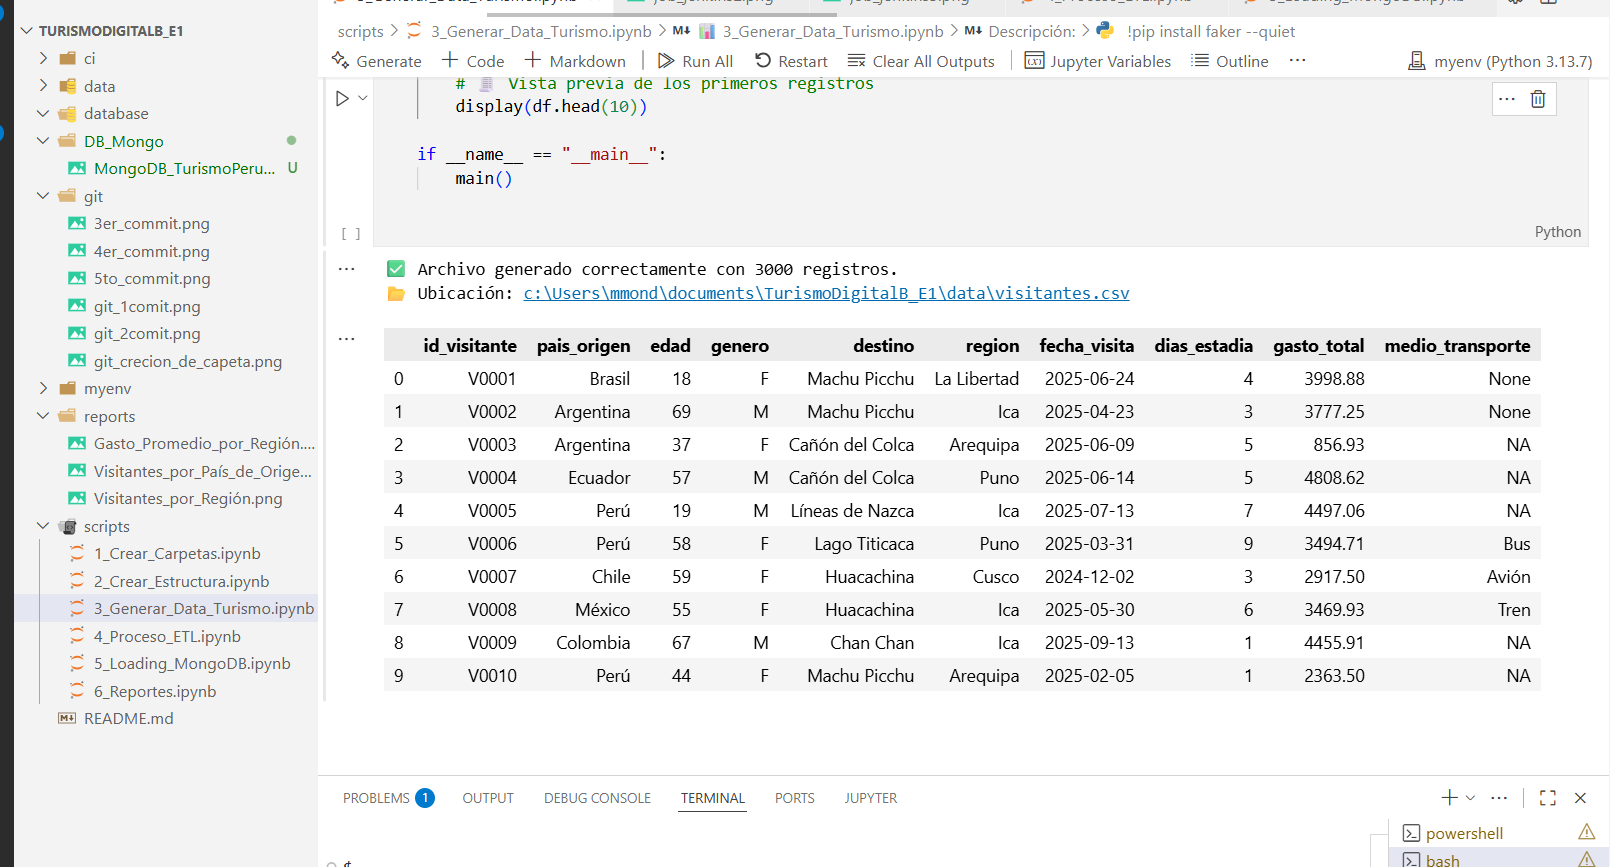 TURISMODIGITALB_E1
ci
data
database
DB_Mongo
MongoDB_TurismoPeru... U
git
3er_commit.png
4er_commit.png
5to_commit.png
git_1comit.png
git_2comit.png
git_crecion_de_capeta.png
myenv
reports
Gasto_Promedio_por_Región....
Visitantes_por_País_de_Orige...
Visitantes_por_Región.png
scripts
1_Crear_Carpetas.ipynb
2_Crear_Estructura.ipynb
3_Generar_Data_Turismo.ipynb
4_Proceso_ETL.ipynb
5_Loading_MongoDB.ipynb
6_Reportes.ipynb
README.md
scripts > 3_Generar_Data_Turismo.ipynb > M↓ 3_Generar_Data_Turismo.ipynb > M↓ Descripción: > !pip install faker --quiet
Generate + Code + Markdown Run All Restart Clear All Outputs Jupyter Variables Outline ... myenv (Python 3.13.7)
# Vista previa de los primeros registros
display(df.head(10))
if __name__ == "__main__":
main()
[ ] Python
Archivo generado correctamente con 3000 registros.
Ubicación: c:\Users\mmond\documents\TurismoDigitalB_E1\data\visitantes.csv
id_visitante pais_origen edad genero destino region fecha_visita dias_estadia gasto_total medio_transporte
0 V0001 Brasil 18 F Machu Picchu La Libertad 2025-06-24 4 3998.88 None
1 V0002 Argentina 69 M Machu Picchu Ica 2025-04-23 3 3777.25 None
2 V0003 Argentina 37 F Cañón del Colca Arequipa 2025-06-09 5 856.93 NA
3 V0004 Ecuador 57 M Cañón del Colca Puno 2025-06-14 5 4808.62 NA
4 V0005 Perú 19 M Líneas de Nazca Ica 2025-07-13 7 4497.06 NA
5 V0006 Perú 58 F Lago Titicaca Puno 2025-03-31 9 3494.71 Bus
6 V0007 Chile 59 F Huacachina Cusco 2024-12-02 3 2917.50 Avión
7 V0008 México 55 F Huacachina Ica 2025-05-30 6 3469.93 Tren
8 V0009 Colombia 67 M Chan Chan Ica 2025-09-13 1 4455.91 NA
9 V0010 Perú 44 F Machu Picchu Arequipa 2025-02-05 1 2363.50 NA
PROBLEMS 1 OUTPUT DEBUG CONSOLE TERMINAL PORTS JUPYTER
powershell
bash